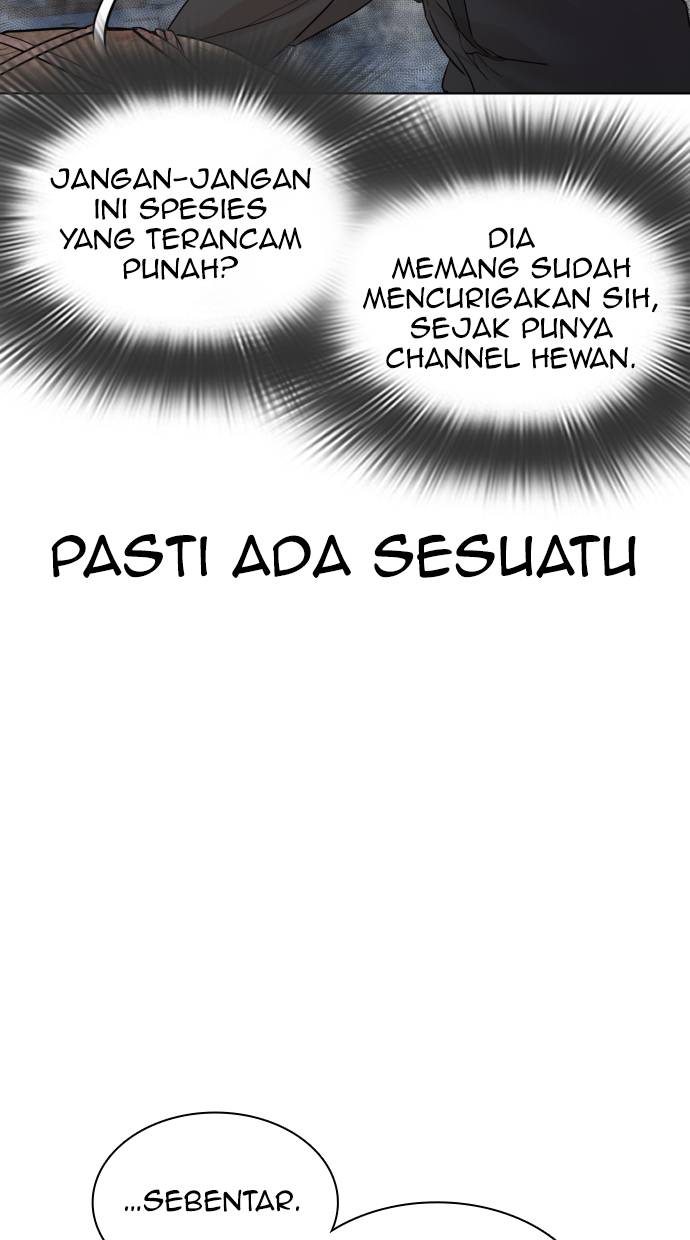 JANGAN-JANGAN
INI SPESIES
YANG TERANCAM
PUNAH?
DIA
MEMANG SUDAH
MENCURIGAKAN SIH,
SEJAK PUNYA
CHANNEL HEWAN.
PASTI ADA SESUATU
...SEBENTAR.